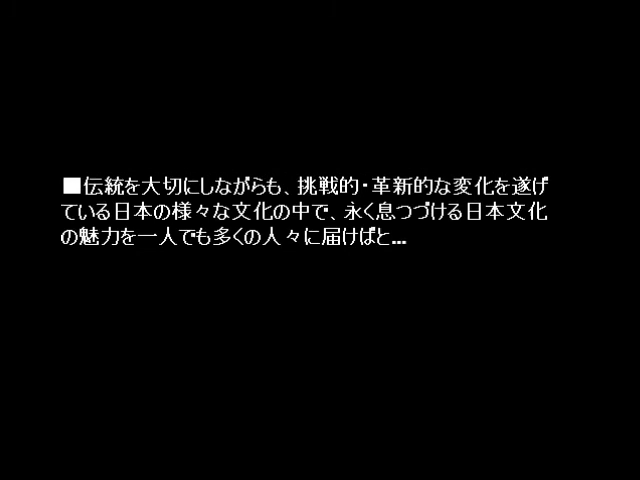 ■伝統を大切にしながらも、挑戦的・革新的な変化を遂げ
ている日本の様々な文化の中で、永く息つづける日本文化
の魅力を一人でも多くの人々に届けばと...